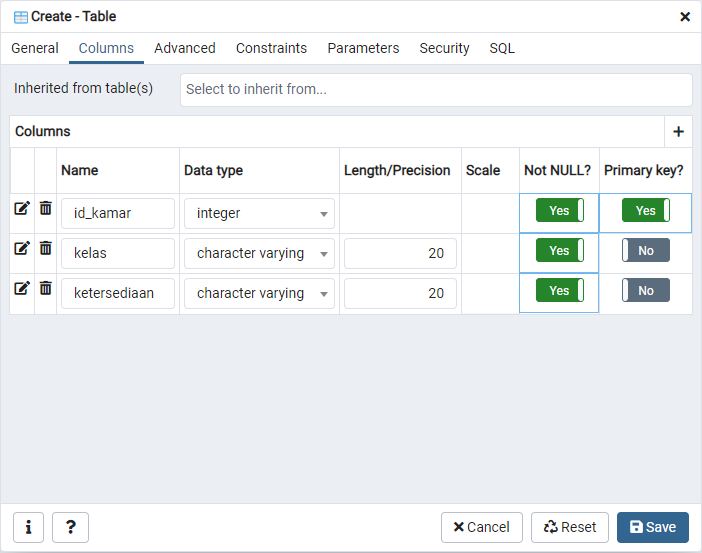 Create - Table
General Columns Advanced Constraints Parameters Security SQL
Inherited from table(s) Select to inherit from...
Columns
Name Data type Length/Precision Scale Not NULL? Primary key?
id_kamar integer Yes Yes
kelas character varying 20 Yes No
ketersediaan character varying 20 Yes No
i ? Cancel Reset Save